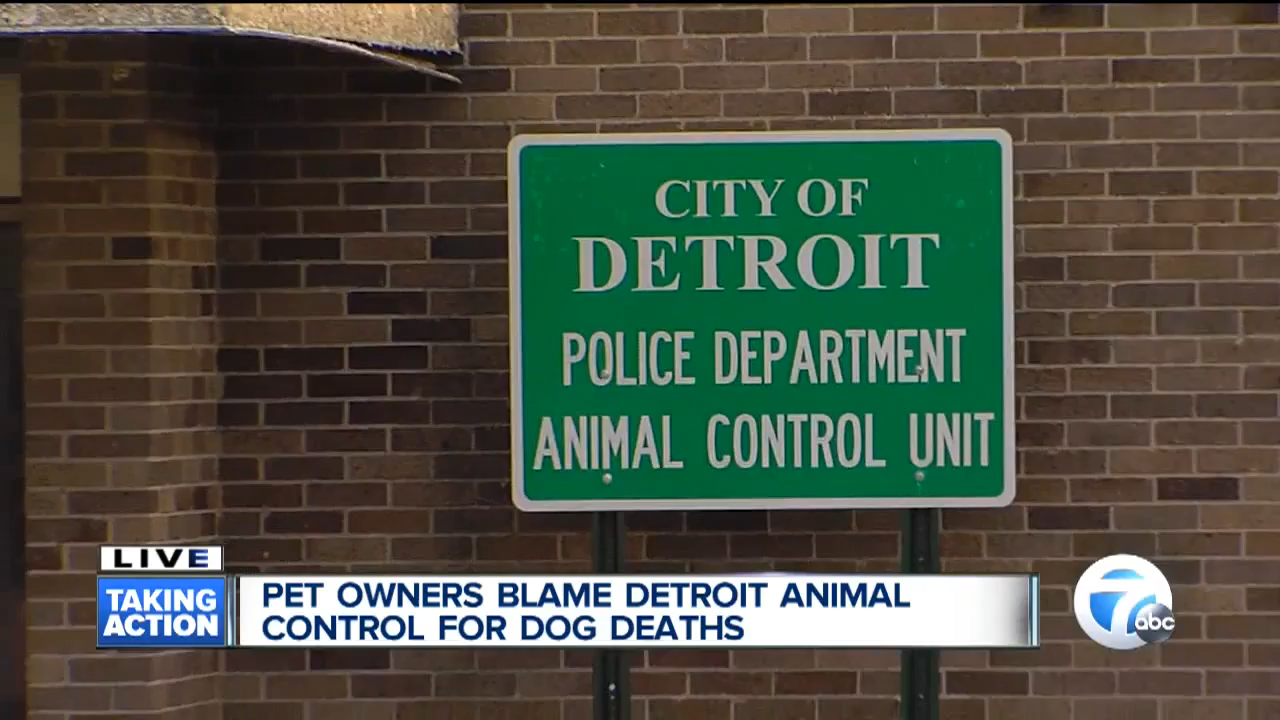 CITY OF
DETROIT
POLICE DEPARTMENT
ANIMAL CONTROL UNIT
LIVE
TAKING
ACTION
PET OWNERS BLAME DETROIT ANIMAL
CONTROL FOR DOG DEATHS
7
abc